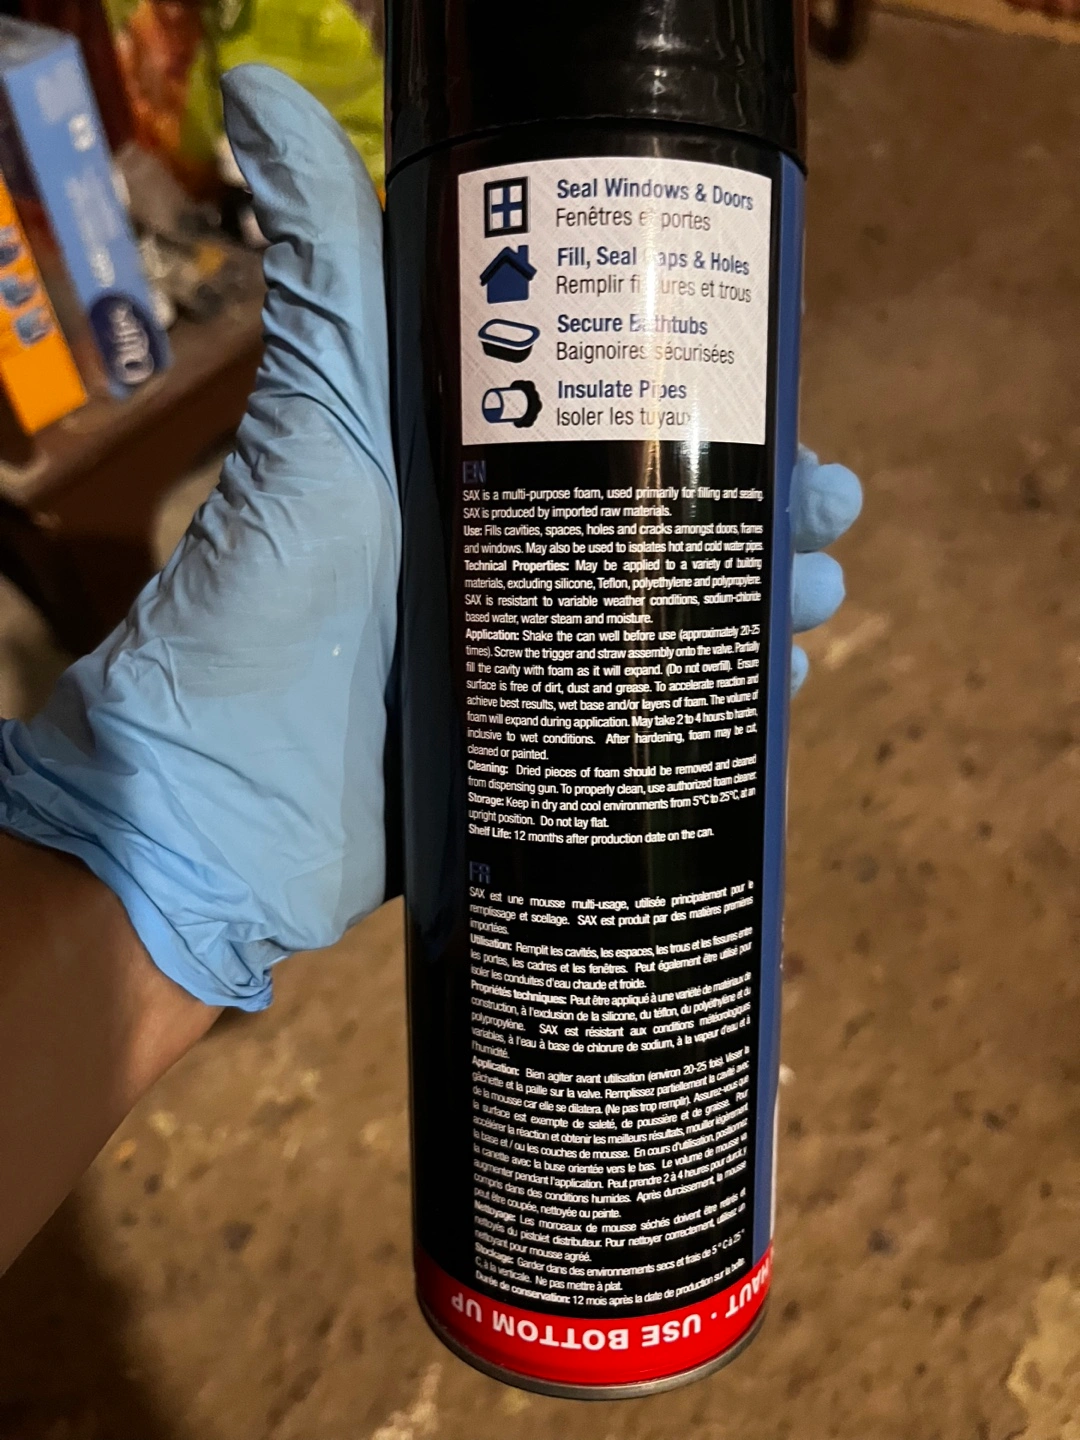 Seal Windows & Doors
Fenêtres et portes
Fill, Seal Gaps & Holes
Remplir fissures et trous
Secure Bathtubs
Baignoires sécurisées
Insulate Pipes
Isoler les tuyaux
EN
SAX is a multi-purpose foam, used primarily for filling and sealing.
SAX is produced by imported raw materials.
Use: Fills cavities, spaces, holes and cracks amongst doors, frames
and windows. May also be used to isolates hot and cold water pipes.
Technical Properties: May be applied to a variety of building
materials, excluding silicone, Teflon, polyethylene and polypropylene.
SAX is resistant to variable weather conditions, sodium-chloride
based water, water steam and moisture.
Application: Shake the can well before use (approximately 20-25
times). Screw the trigger and straw assembly onto the valve. Partially
fill the cavity with foam as it will expand. (Do not overfill). Ensure
surface is free of dirt, dust and grease. To accelerate reaction and
achieve best results, wet base and/or layers of foam. The volume of
foam will expand during application. May take 2 to 4 hours to harden,
inclusive to wet conditions. After hardening, foam may be cut,
cleaned or painted.
Cleaning: Dried pieces of foam should be removed and cleaned
from dispensing gun. To properly clean, use authorized foam cleaner.
Storage: Keep in dry and cool environments from 5°C to 25°C, at an
upright position. Do not lay flat.
Shelf Life: 12 months after production date on the can.
FR
SAX est une mousse multi-usage, utilisée principalement pour le
remplissage et scellage. SAX est produit par des matières premières
importées.
Utilisation: Remplit les cavités, les espaces, les trous et les fissures entre
les portes, les cadres et les fenêtres. Peut également être utilisé pour
isoler les conduites d'eau chaude et froide.
Propriétés techniques: Peut être appliqué à une variété de matériaux de
construction, à l'exclusion de la silicone, du téflon, du polyéthylène et du
polypropylène. SAX est résistant aux conditions météorologiques
variables, à l'eau à base de chlorure de sodium, à la vapeur d'eau et à
l'humidité.
Application: Bien agiter avant utilisation (environ 20-25 fois). Visser la
gâchette et la paille sur la valve. Remplissez partiellement la cavité avec
de la mousse car elle se dilatera. (Ne pas trop remplir). Assurez-vous que
la surface est exempte de saleté, de poussière et de graisse. Pour
accélérer la réaction et obtenir les meilleurs résultats, mouiller légèrement
la base et / ou les couches de mousse. En cours d'utilisation, positionner
la canette avec la buse orientée vers le bas. Le volume de mousse va
augmenter pendant l'application. Peut prendre 2 à 4 heures pour durcir, y
compris dans des conditions humides. Après durcissement, la mousse
peut être coupée, nettoyée ou peinte.
Nettoyage: Les morceaux de mousse séchés doivent être retirés et
nettoyés du pistolet distributeur. Pour nettoyer correctement, utilisez un
nettoyant pour mousse agréé.
Stockage: Garder dans des environnements secs et frais de 5 ° C à 25 °
C, à la verticale. Ne pas mettre à plat.
Durée de conservation: 12 mois après la date de production sur la boîte.
HAUT · USE BOTTOM UP